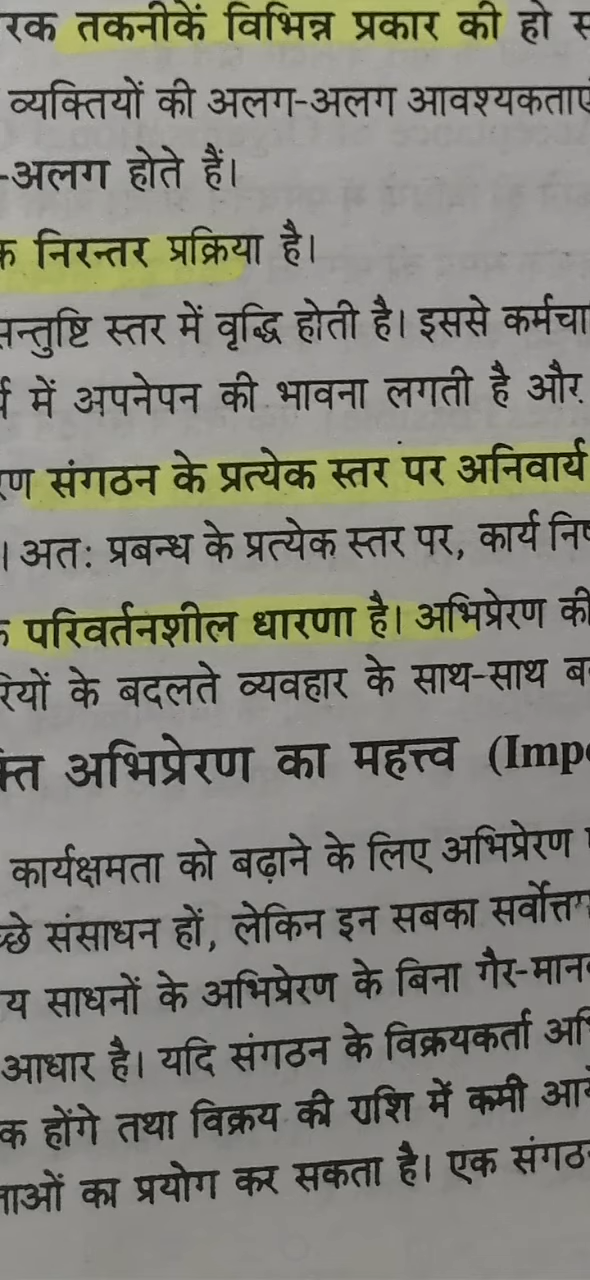 रक तकनीकें विभिन्न प्रकार की हो
व्यक्तियों की अलग-अलग आवश्यकताएं
-अलग होते हैं।
निरन्तर प्रक्रिया है।
सन्तुष्टि स्तर में वृद्धि होती है। इससे कर्मचा
में अपनेपन की भावना लगती है और
रण संगठन के प्रत्येक स्तर पर अनिवार्य
। अतः प्रबन्ध के प्रत्येक स्तर पर, कार्य
परिवर्तनशील धारणा है। अभिप्रेरण की
रियों के बदलते व्यवहार के साथ-साथ ब
क्त अभिप्रेरण का महत्त्व (Imp
कार्यक्षमता को बढ़ाने के लिए अभिप्रेरण
च्छे संसाधन हों, लेकिन इन सबका सर्वोत्त
य साधनों के अभिप्रेरण के बिना गैर-मान
आधार है। यदि संगठन के विक्रयकर्ता अ
क होंगे तथा विक्रय की राशि में कमी आ
ताओं का प्रयोग कर सकता है। एक संगठ